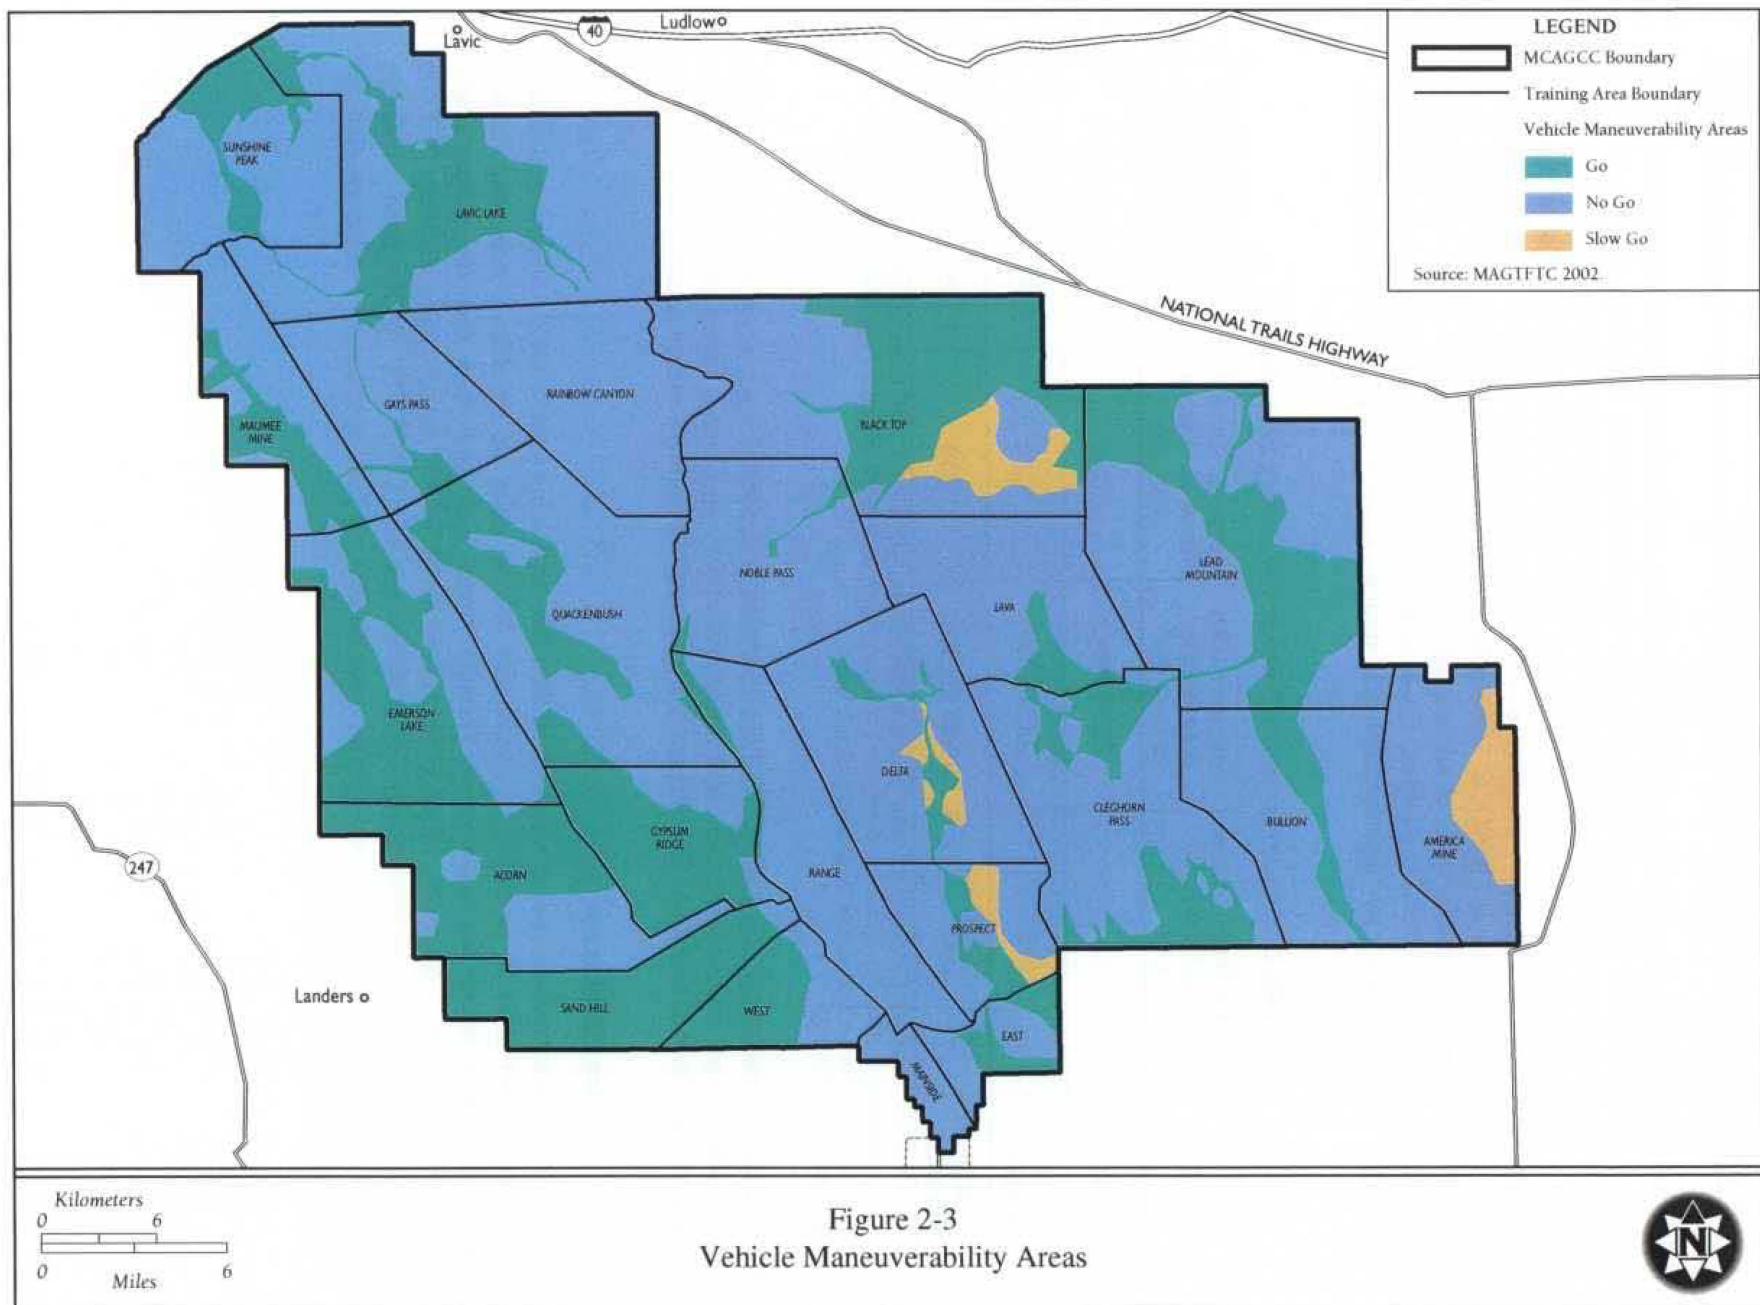 Lavic
40
Ludlow
LEGEND
MCAGCC Boundary
Training Area Boundary
Vehicle Maneuverability Areas
Go
No Go
Slow Go
Source: MAGTFTC 2002.
NATIONAL TRAILS HIGHWAY
SUNSHINE
PEAK
LAVIC LAKE
GAYS PASS
RAINBOW CANYON
MAUMEE
MINE
BLACK TOP
NOBLE PASS
LEAD
MOUNTAIN
QUACKENBUSH
LAVA
EMERSON
LAKE
DELTA
CLEGHORN
PASS
BULLION
AMERICA
MINE
GYPSUM
RIDGE
ACORN
RANGE
PROSPECT
247
Landers
SAND HILL
WEST
EAST
MAINSIDE
Kilometers
0 6
0 6
Miles
Figure 2-3
Vehicle Maneuverability Areas
N